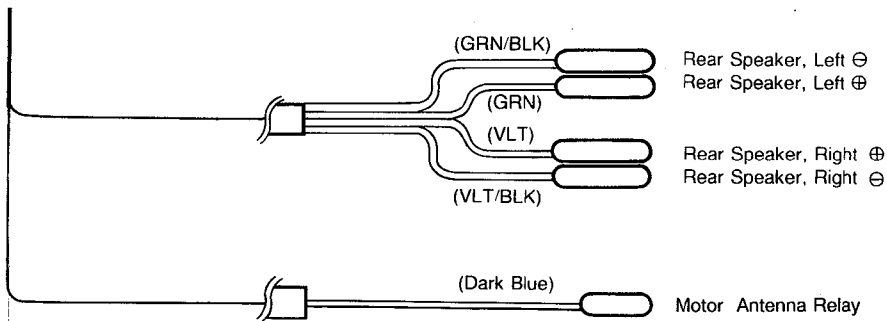 (GRN/BLK)
Rear Speaker, Left ⊖
Rear Speaker, Left ⊕
(GRN)
(VLT)
Rear Speaker, Right ⊕
Rear Speaker, Right ⊖
(VLT/BLK)
(Dark Blue)
Motor Antenna Relay